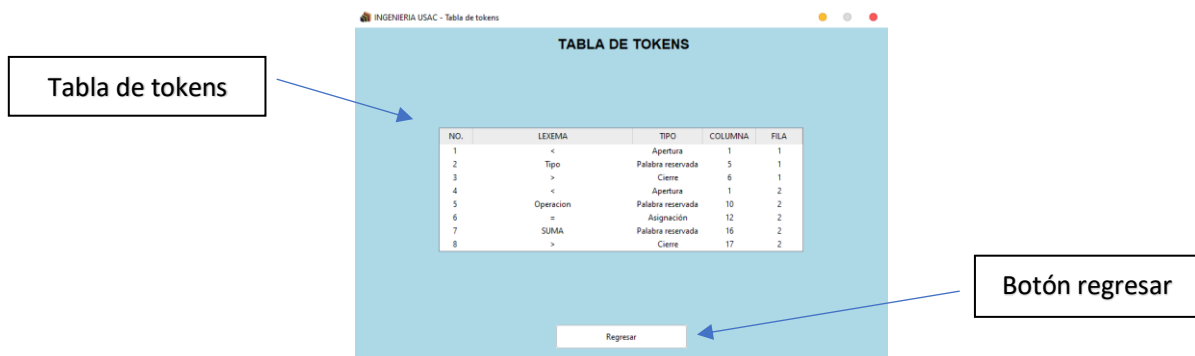 INGENIERIA USAC - Tabla de tokens
TABLA DE TOKENS
Tabla de tokens
NO. LEXEMA TIPO COLUMNA FILA
1 < Apertura 1 1
2 Tipo Palabra reservada 5 1
3 > Cierre 6 1
4 < Apertura 1 2
5 Operacion Palabra reservada 10 2
6 = Asignación 12 2
7 SUMA Palabra reservada 16 2
8 > Cierre 17 2
Botón regresar
Regresar